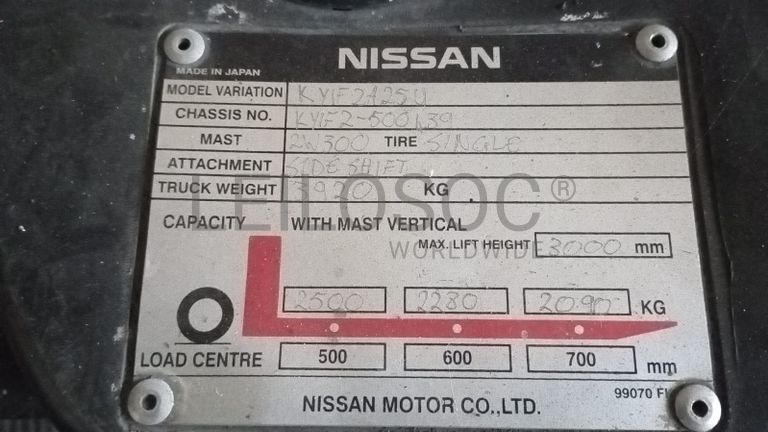 NISSAN
MADE IN JAPAN
MODEL VARIATION
CHASSIS NO.
MAST 2W300 TIRE SINGLE
ATTACHMENT SIDE SHIFT
TRUCK WEIGHT 3920 KG
LEILOSOC®
CAPACITY WITH MAST VERTICAL
WORLDWIDE
MAX. LIFT HEIGHT 3000 mm
2500 2280 2090 KG
LOAD CENTRE 500 600 700 mm
NISSAN MOTOR CO.,LTD.
99070